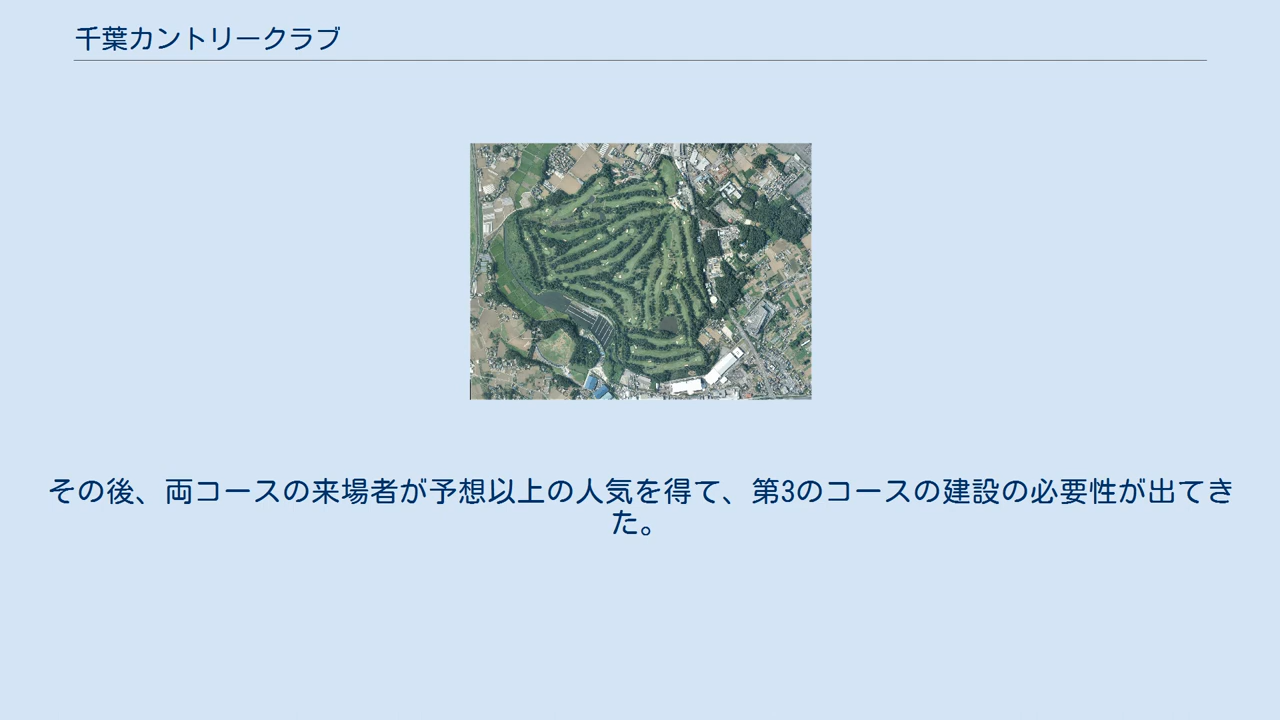 千葉カントリークラブ
その後、両コースの来場者が予想以上の人気を得て、第3のコースの建設の必要性が出てき
た。